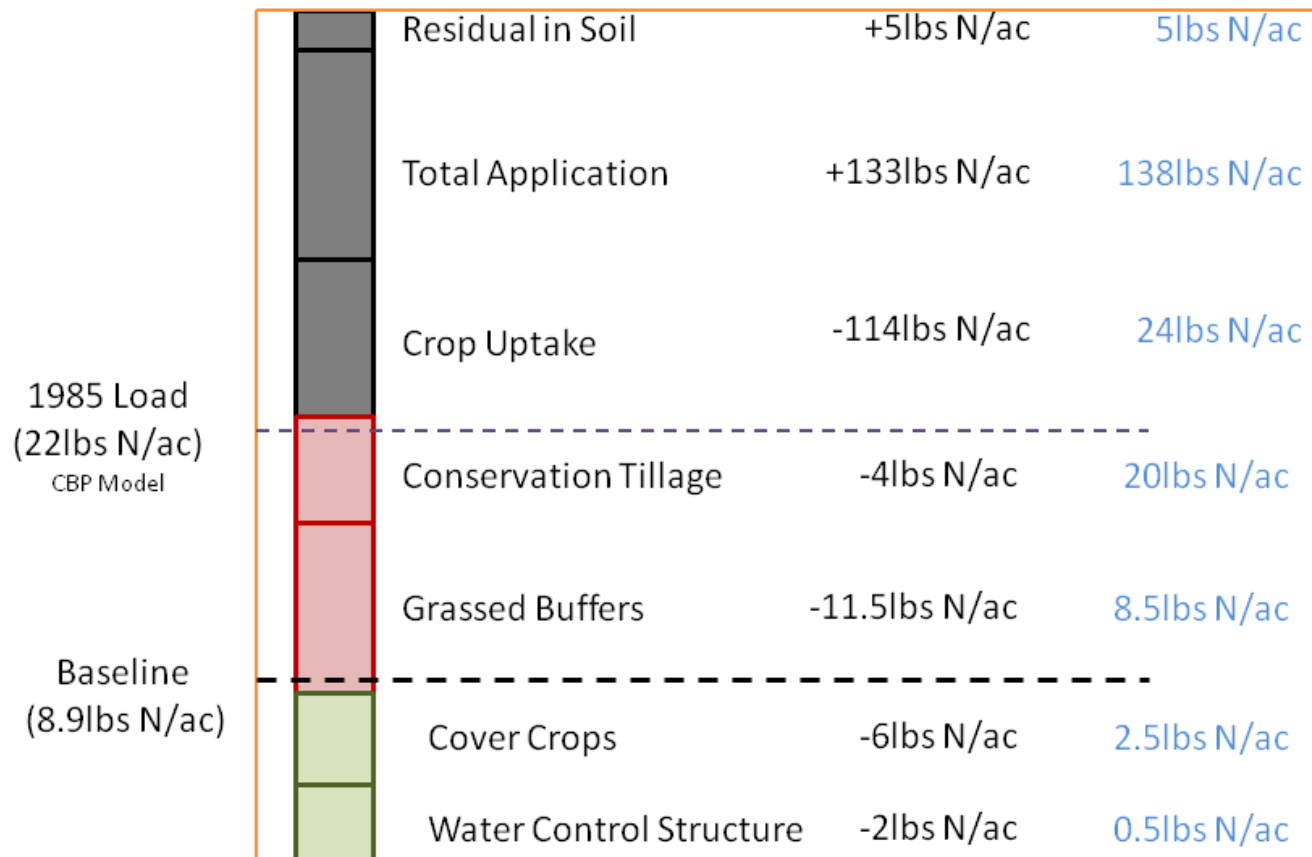 Residual in Soil +5lbs N/ac 5lbs N/ac
Total Application +133lbs N/ac 138lbs N/ac
Crop Uptake -114lbs N/ac 24lbs N/ac
1985 Load
(22lbs N/ac)
CBP Model
Conservation Tillage -4lbs N/ac 20lbs N/ac
Grassed Buffers -11.5lbs N/ac 8.5lbs N/ac
Baseline
(8.9lbs N/ac)
Cover Crops -6lbs N/ac 2.5lbs N/ac
Water Control Structure -2lbs N/ac 0.5lbs N/ac